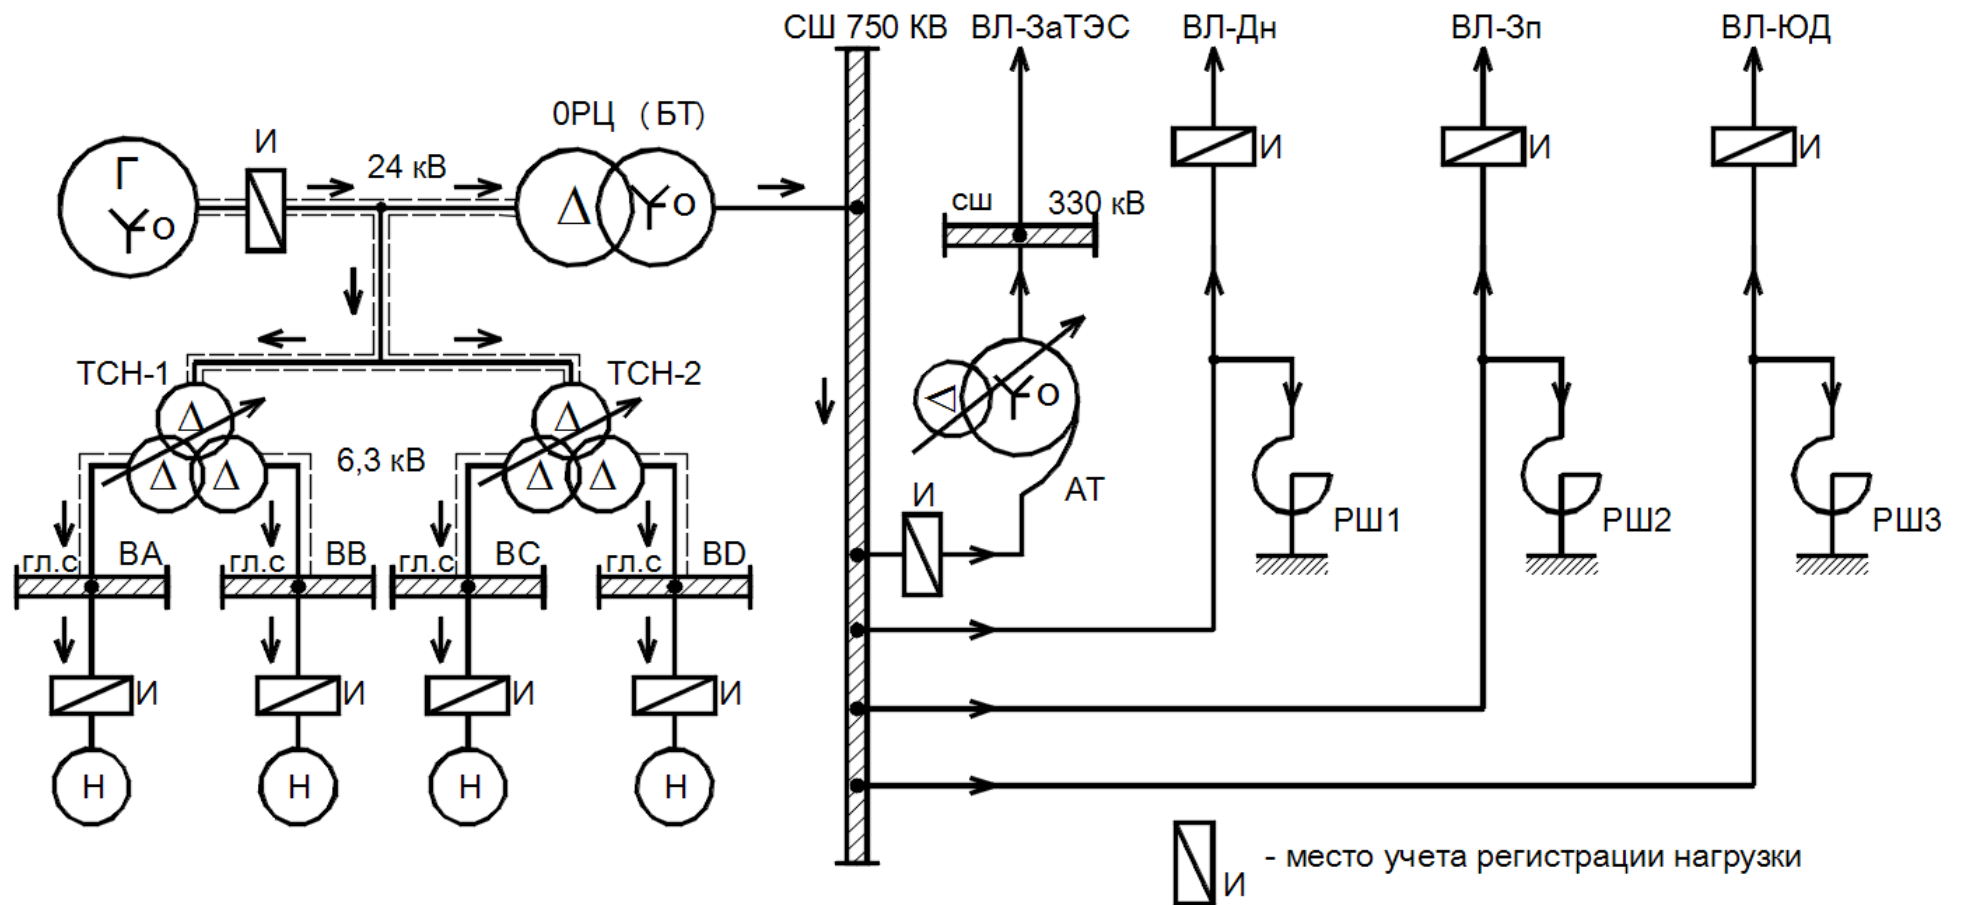 СШ 750 КВ
ВЛ-ЗаТЭС
ВЛ-Дн
ВЛ-Зп
ВЛ-ЮД
0РЦ (БТ)
И
24 кВ
Г
О
Δ
О
И
И
И
сш
330 кВ
ТСН-1
ТСН-2
Δ
Δ
Δ
О
6,3 кВ
Δ
Δ
Δ
Δ
И
АТ
РШ1
РШ2
РШ3
гл.с
ВА
гл.с
ВВ
гл.с
ВС
гл.с
BD
И
И
И
И
Н
Н
Н
Н
И
- место учета регистрации нагрузки